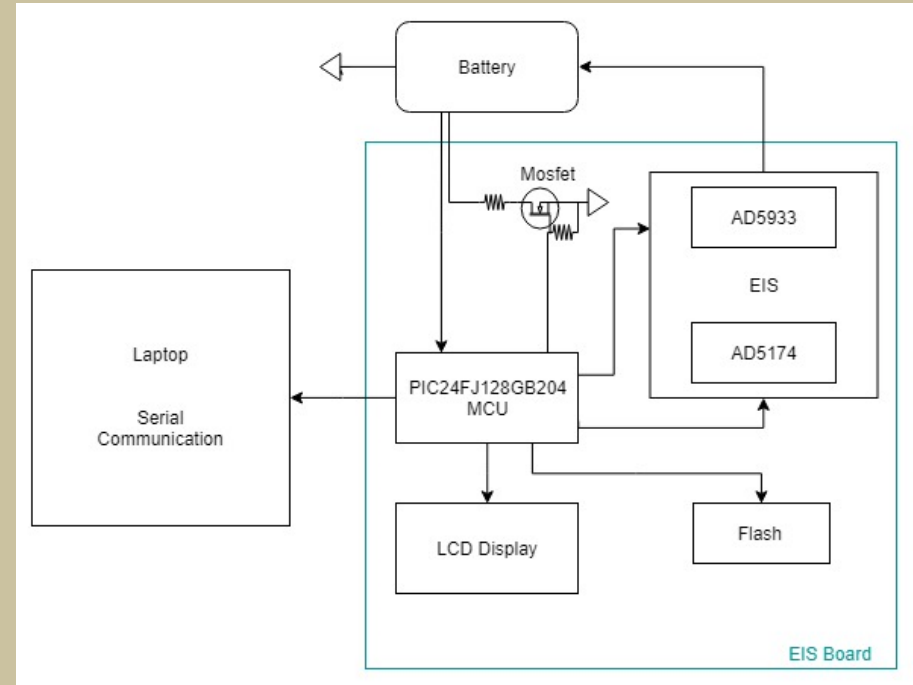 Battery
Mosfet
AD5933
EIS
AD5174
Laptop
Serial
Communication
PIC24FJ128GB204
MCU
LCD Display
Flash
EIS Board